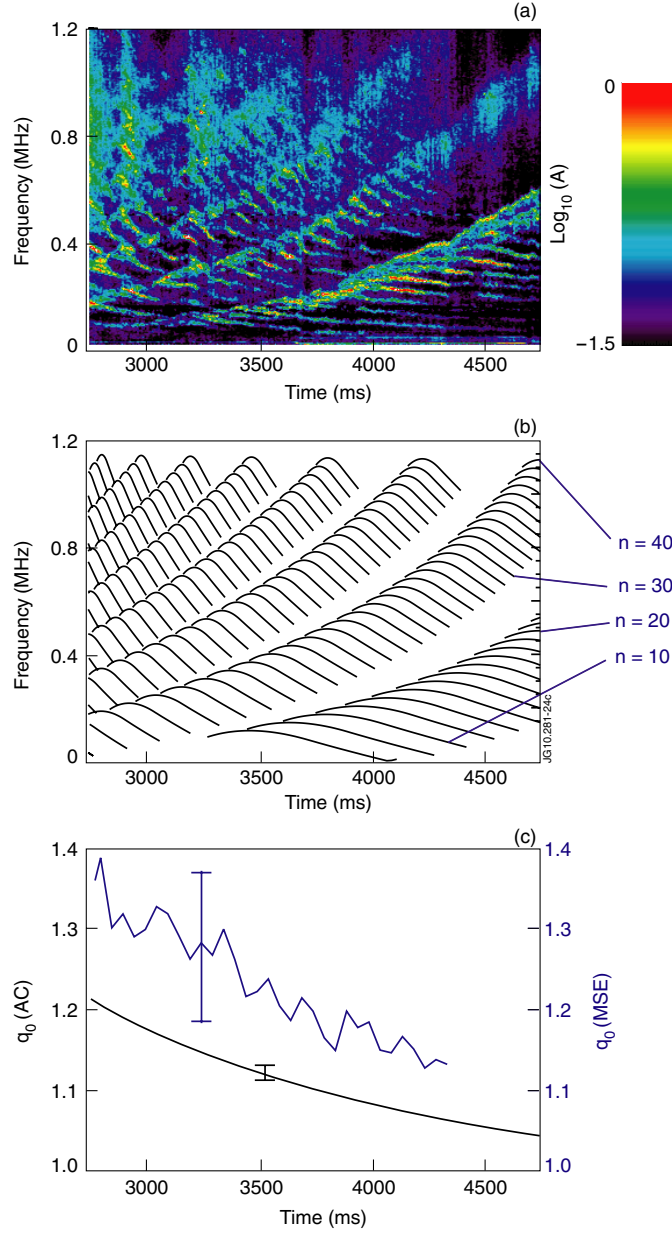 (a)
1.2
0.8
0.4
0
Frequency (MHz)
3000 3500 4000 4500
Time (ms)
0
−1.5
Log10 (A)
(b)
1.2
0.8
0.4
0
Frequency (MHz)
3000 3500 4000 4500
Time (ms)
n = 40
n = 30
n = 20
n = 10
JG10.281-24c
(c)
1.4 1.4
1.3 1.3
1.2 1.2
1.1 1.1
1.0 1.0
q0 (AC)
q0 (MSE)
3000 3500 4000 4500
Time (ms)